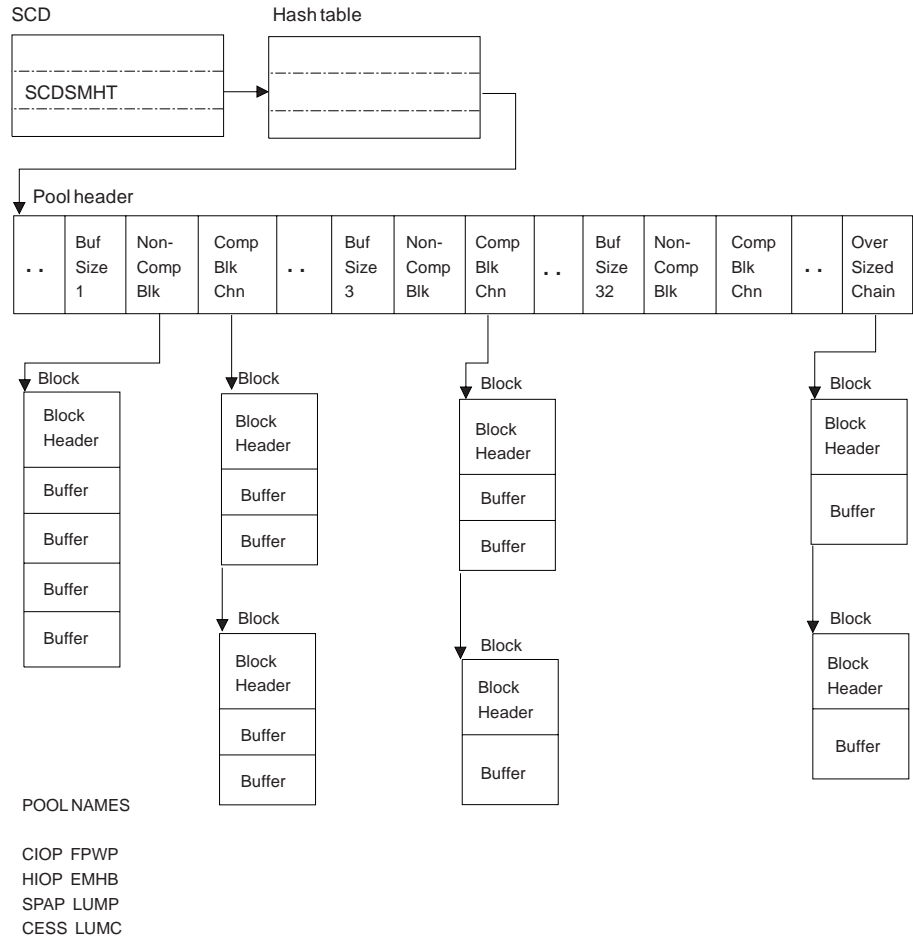 SCD
Hash table
SCDSMHT
Pool header
. .
Buf
Size
1
Non-
Comp
Blk
Comp
Blk
Chn
. .
Buf
Size
3
Non-
Comp
Blk
Comp
Blk
Chn
. .
Buf
Size
32
Non-
Comp
Blk
Comp
Blk
Chn
. .
Over
Sized
Chain
Block
Block
Header
Buffer
Buffer
Buffer
Buffer
Block
Block
Header
Buffer
Buffer
Block
Block
Header
Buffer
Buffer
Block
Block
Header
Buffer
Buffer
Block
Block
Header
Buffer
Block
Block
Header
Buffer
Block
Block
Header
Buffer
POOL NAMES
CIOP FPWP
HIOP EMHB
SPAP LUMP
CESS LUMC